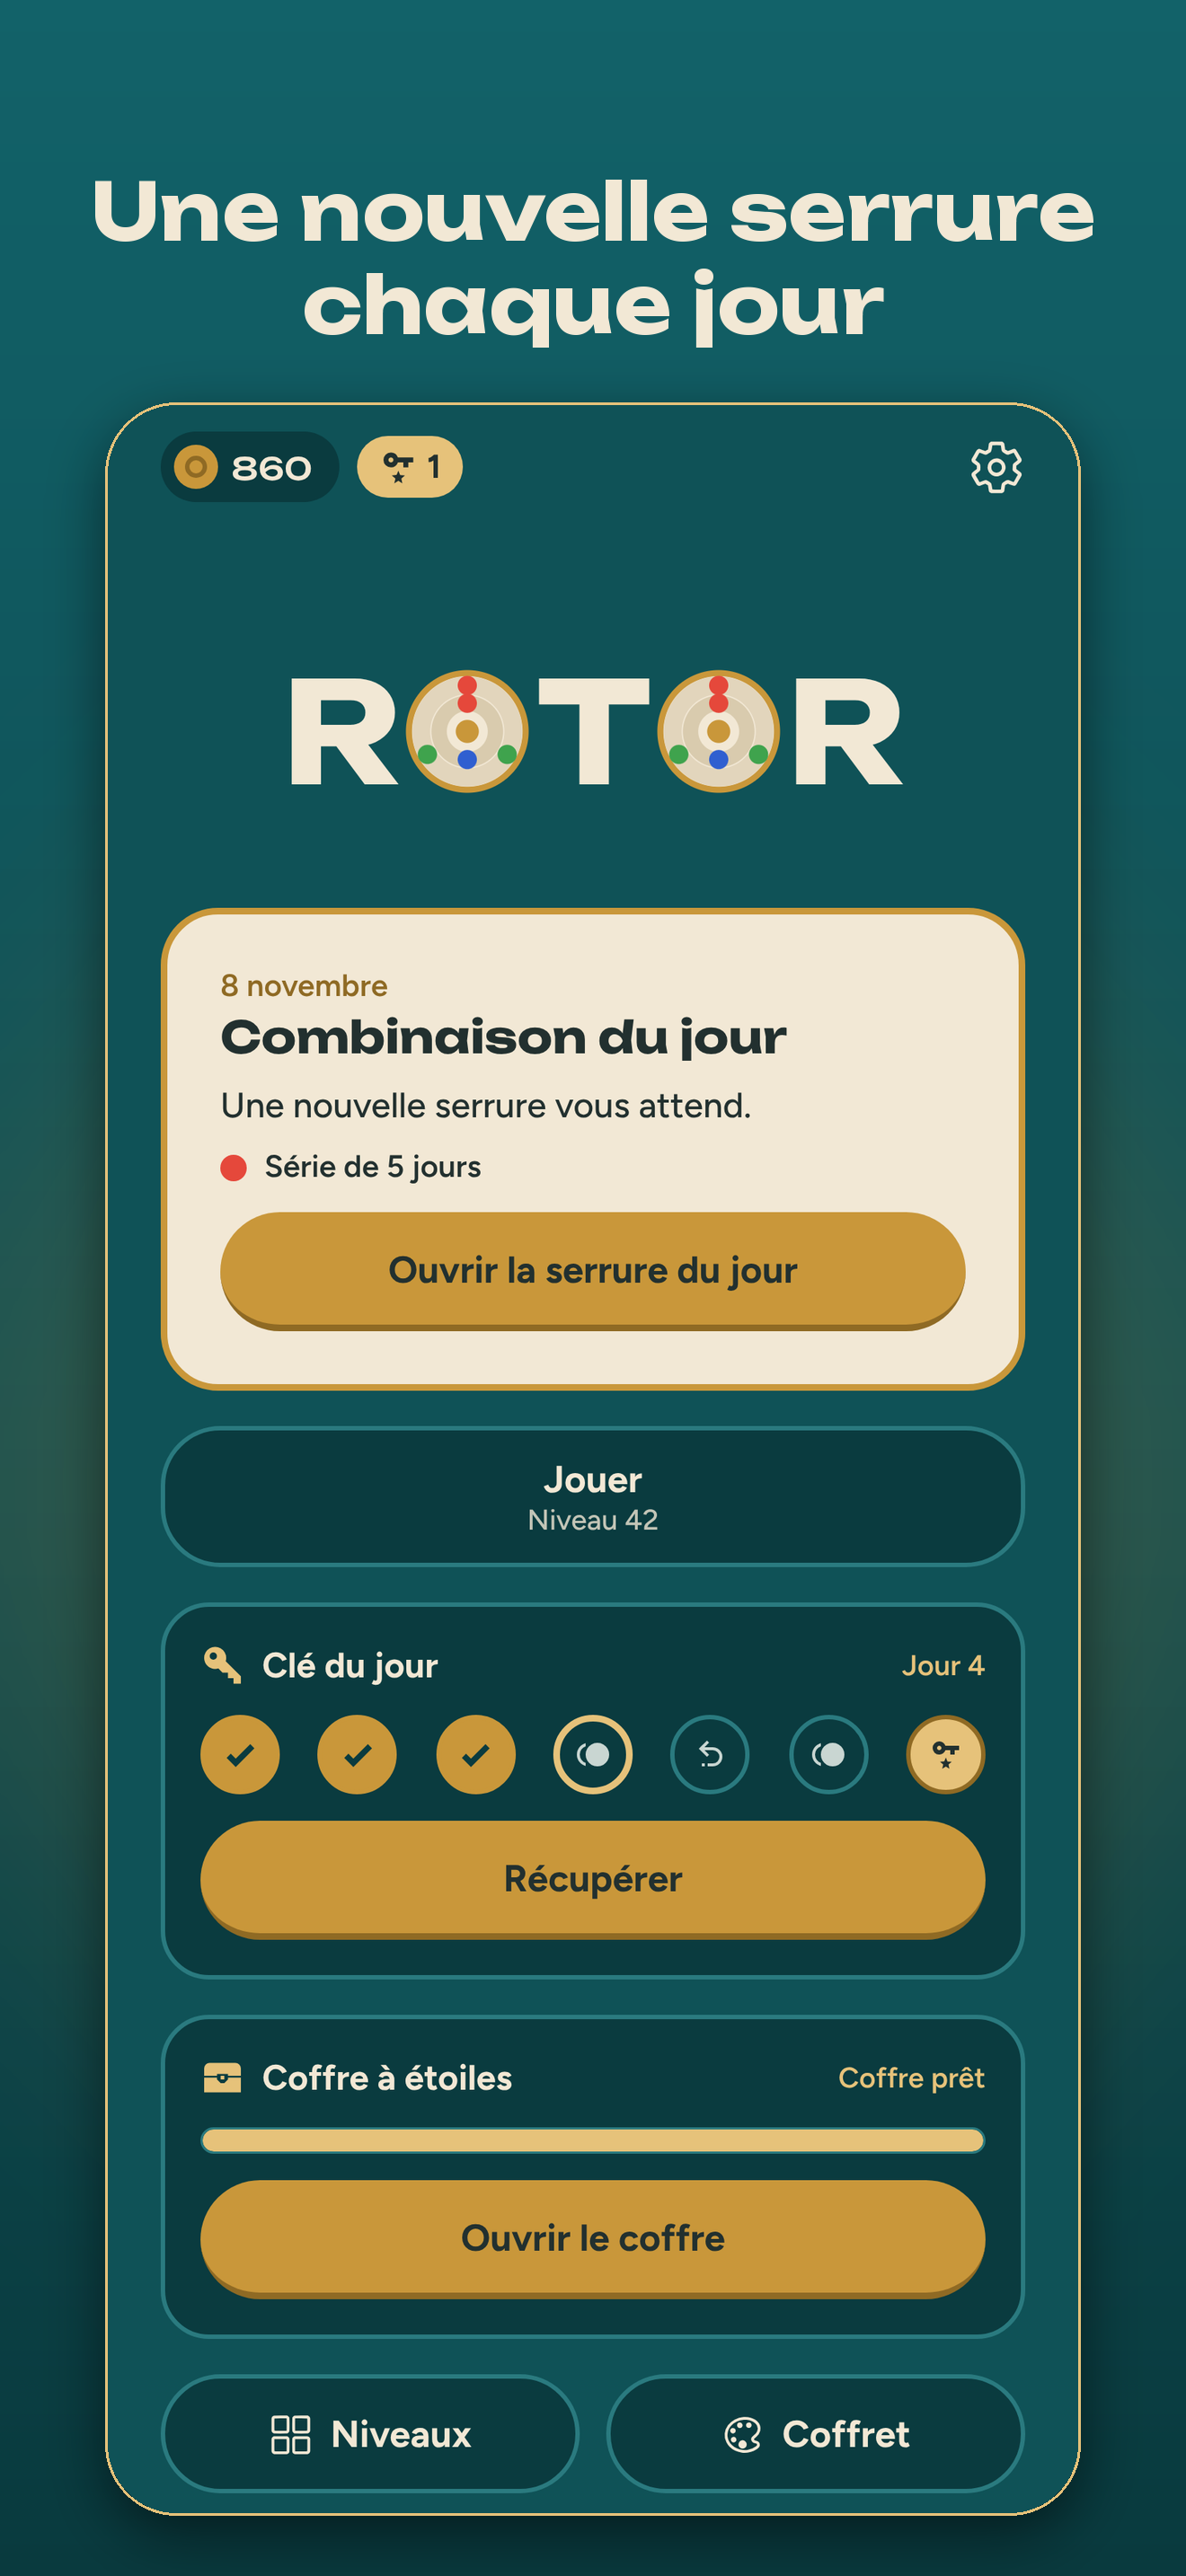 Une nouvelle serrure
chaque jour
860
1
ROTOR
8 novembre
Combinaison du jour
Une nouvelle serrure vous attend.
Série de 5 jours
Ouvrir la serrure du jour
Jouer
Niveau 42
Clé du jour
Jour 4
Récupérer
Coffre à étoiles
Coffre prêt
Ouvrir le coffre
Niveaux
Coffret